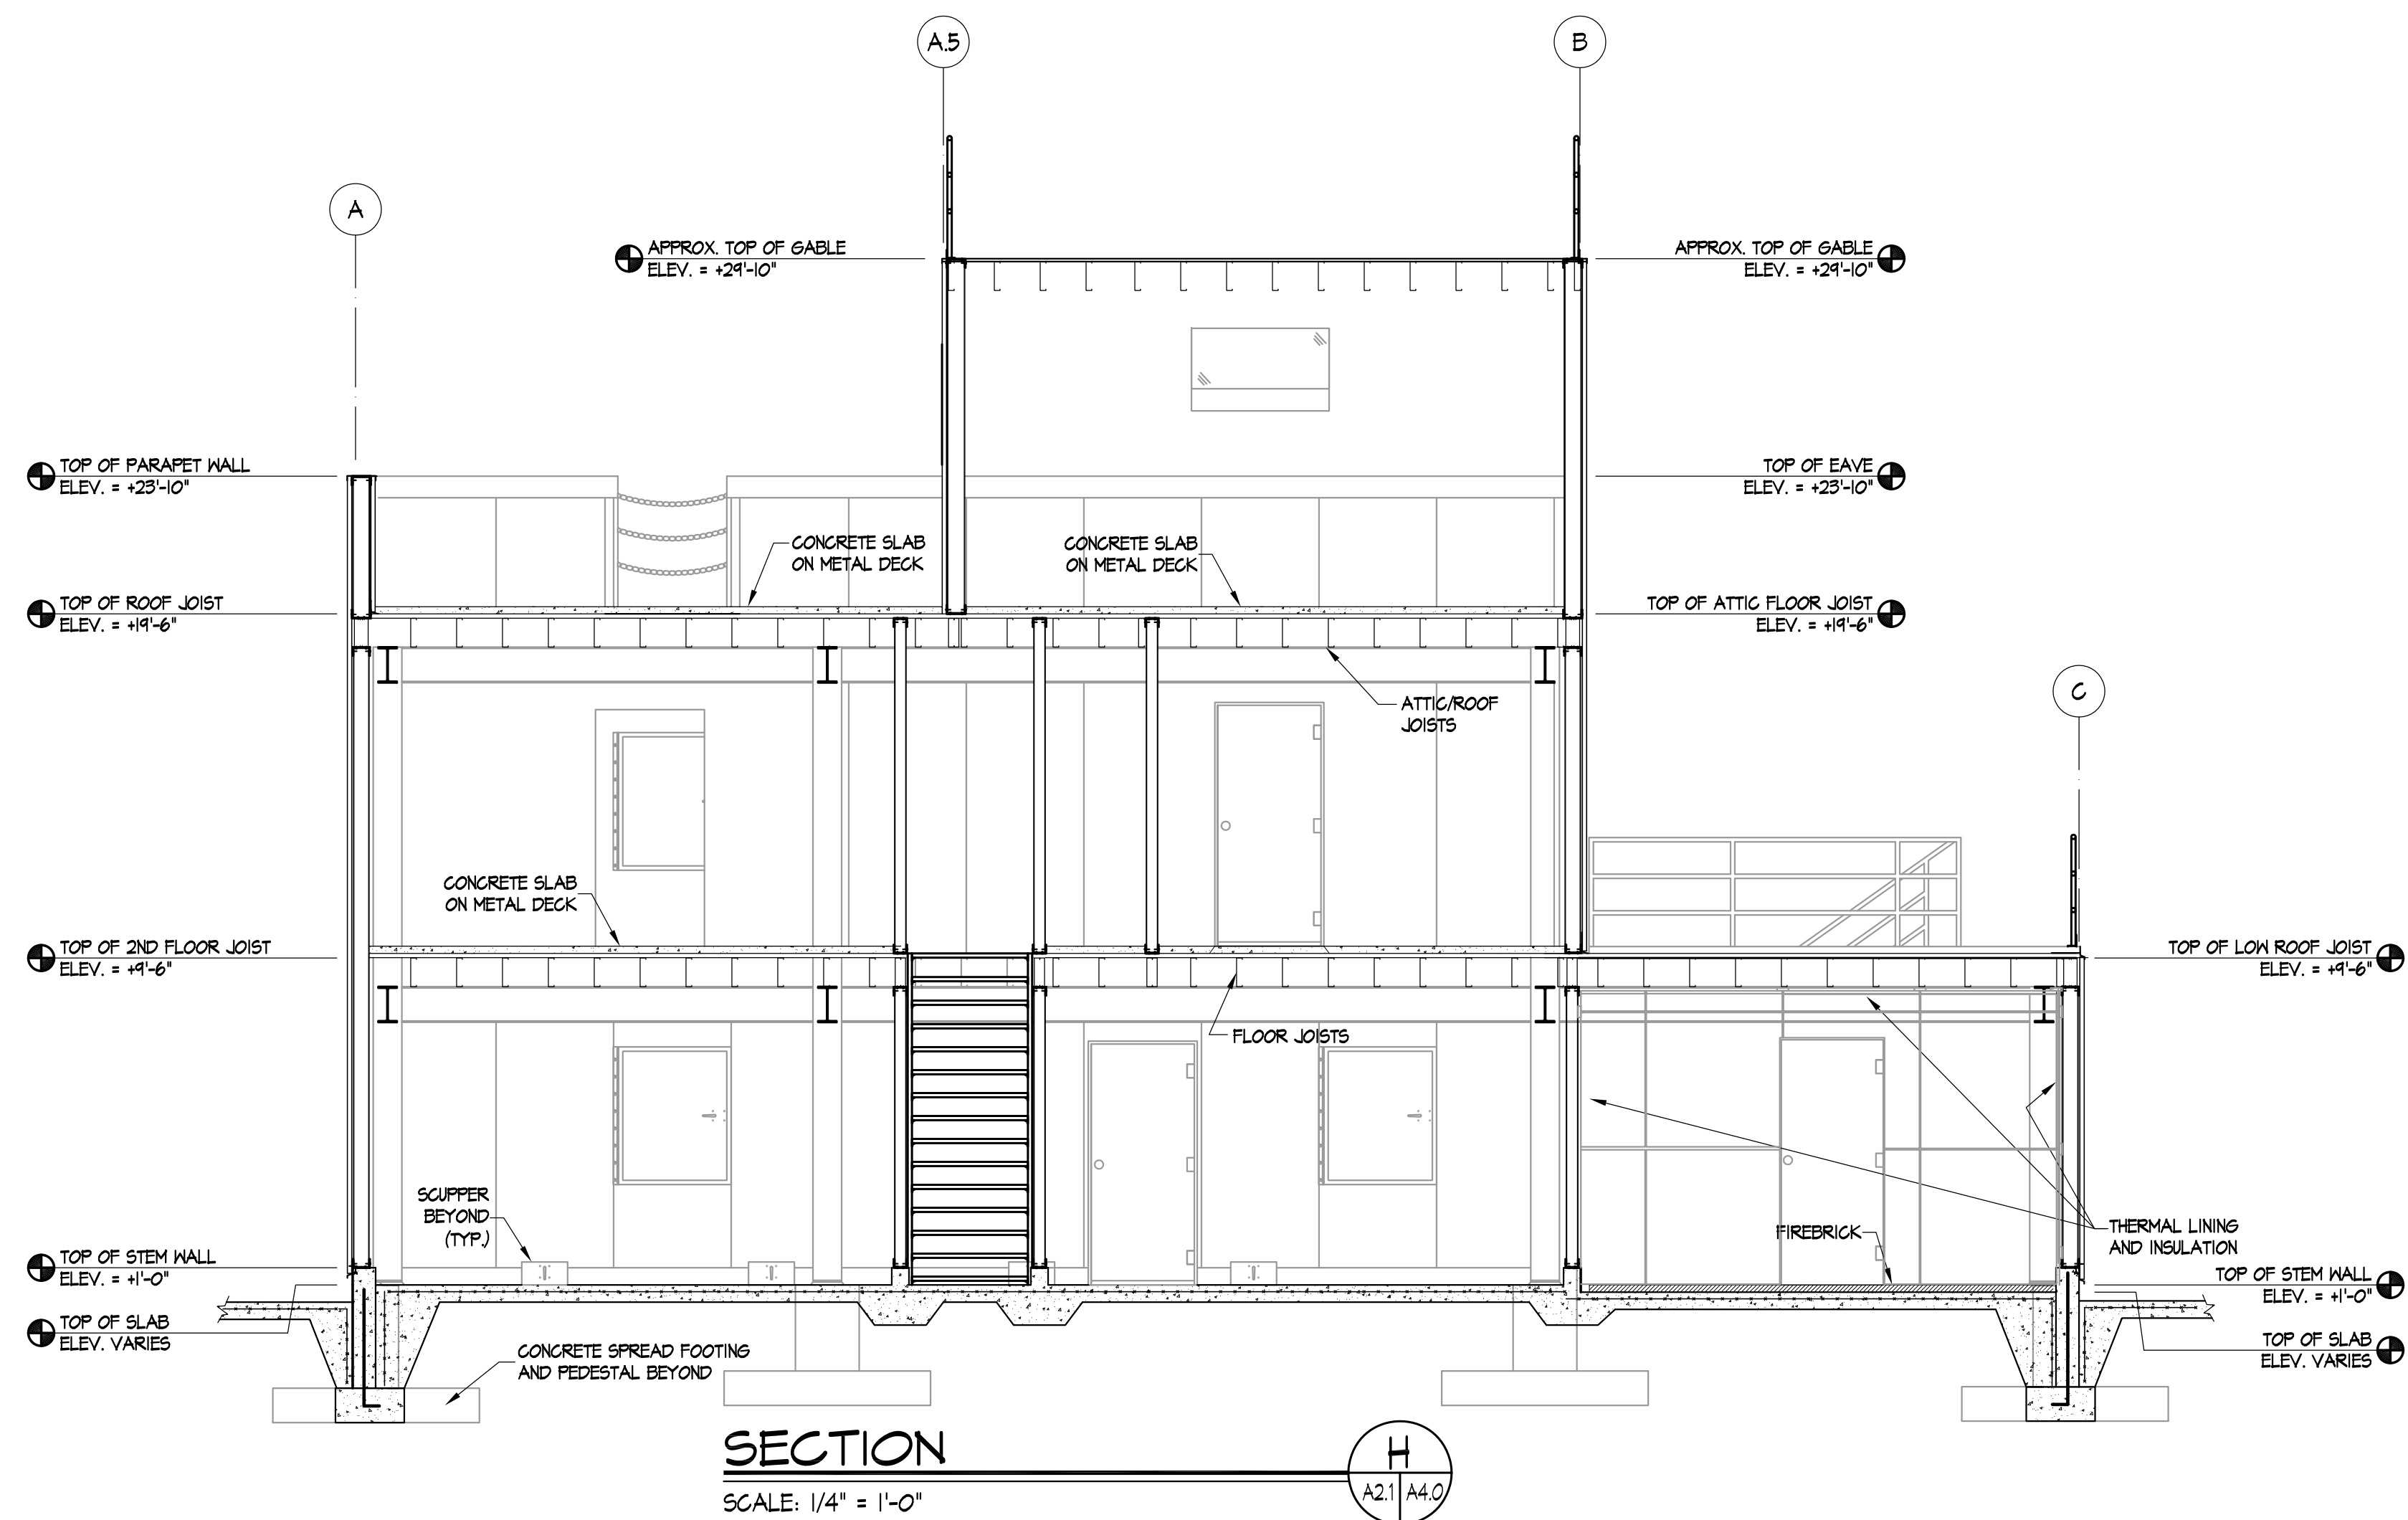 A.5
B
A
APPROX. TOP OF GABLE
ELEV. = +29'-10"
APPROX. TOP OF GABLE
ELEV. = +29'-10"
TOP OF PARAPET WALL
ELEV. = +23'-10"
TOP OF EAVE
ELEV. = +23'-10"
CONCRETE SLAB
ON METAL DECK
CONCRETE SLAB
ON METAL DECK
TOP OF ROOF JOIST
ELEV. = +19'-6"
TOP OF ATTIC FLOOR JOIST
ELEV. = +19'-6"
C
ATTIC/ROOF
JOISTS
CONCRETE SLAB
ON METAL DECK
TOP OF 2ND FLOOR JOIST
ELEV. = +9'-6"
TOP OF LOW ROOF JOIST
ELEV. = +9'-6"
FLOOR JOISTS
SCUPPER
BEYOND
(TYP.)
FIREBRICK
THERMAL LINING
AND INSULATION
TOP OF STEM WALL
ELEV. = +1'-0"
TOP OF STEM WALL
ELEV. = +1'-0"
TOP OF SLAB
ELEV. VARIES
TOP OF SLAB
ELEV. VARIES
CONCRETE SPREAD FOOTING
AND PEDESTAL BEYOND
SECTION
SCALE: 1/4" = 1'-0"
H
A2.1
A4.0